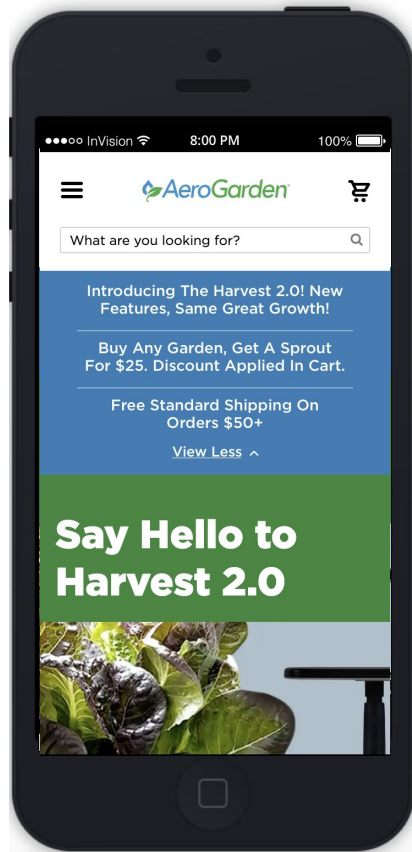 InVision 8:00 PM 100%
AeroGarden
What are you looking for?
Introducing The Harvest 2.0! New
Features, Same Great Growth!
Buy Any Garden, Get A Sprout
For $25. Discount Applied In Cart.
Free Standard Shipping On
Orders $50+
View Less
Say Hello to
Harvest 2.0